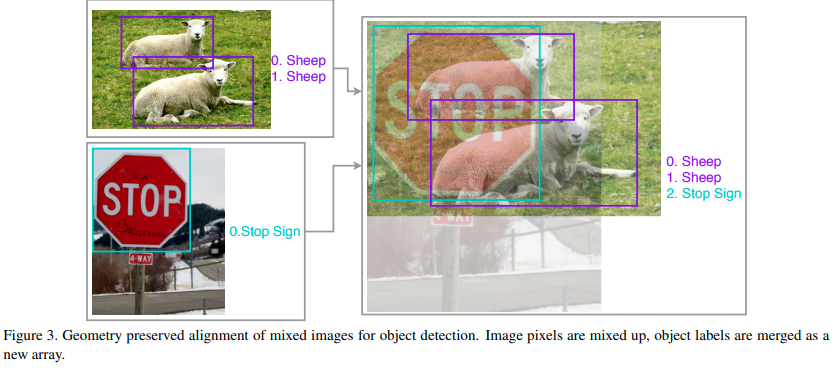 0. Sheep
1. Sheep
STOP
4-WAY
0.Stop Sign
STOP
0. Sheep
1. Sheep
2. Stop Sign
Figure 3. Geometry preserved alignment of mixed images for object detection. Image pixels are mixed up, object labels are merged as a
new array.